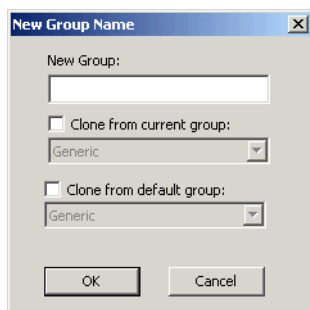 New Group Name
New Group:
Clone from current group:
Generic
Clone from default group:
Generic
OK Cancel